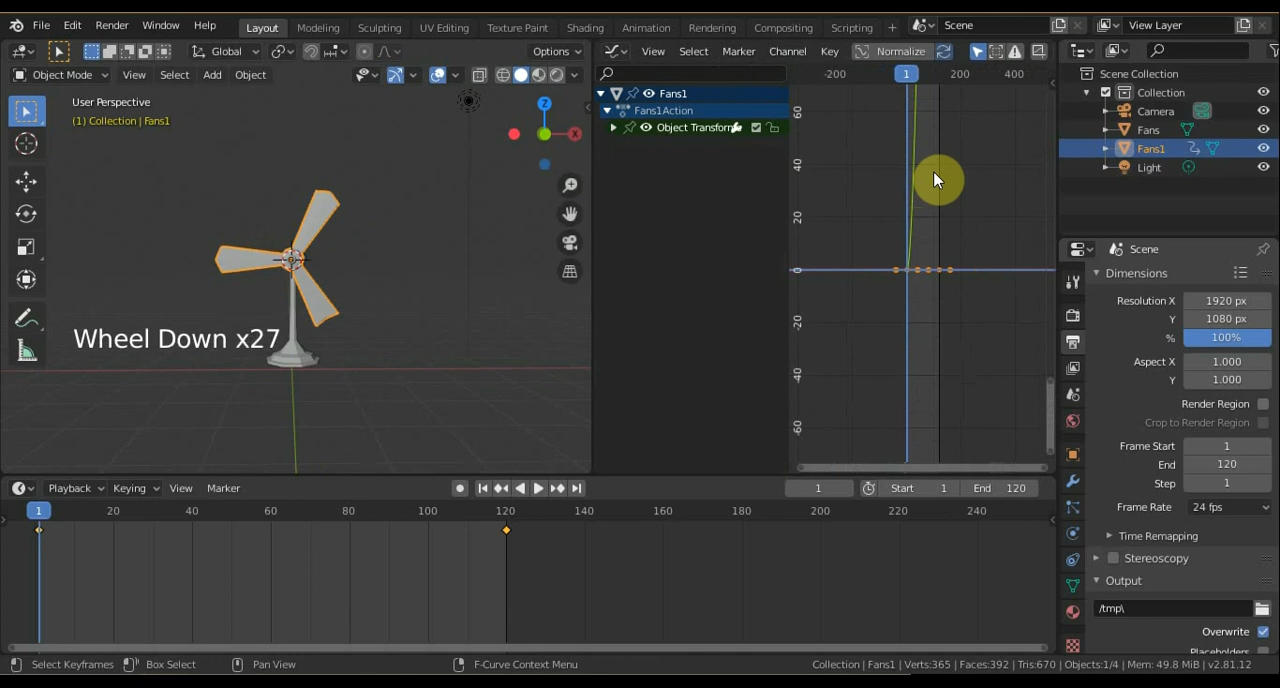 File Edit Render Window Help Layout Modeling Sculpting UV Editing Texture Paint Shading Animation Rendering Compositing Scripting + Scene View Layer
Global Options View Select Marker Channel Key Normalize
Object Mode View Select Add Object -200 1 200 400 Scene Collection
User Perspective Fans1 Collection
(1) Collection | Fans1 Fans1Action Camera
Object Transform Fans
Fans1
Light
Z
X
60
40
20
0
-20
-40
-60
Wheel Down x27
Scene
Dimensions
Resolution X 1920 px
Y 1080 px
% 100%
Aspect X 1.000
Y 1.000
Render Region
Crop to Render Region
Frame Start 1
End 120
Step 1
Frame Rate 24 fps
Time Remapping
Stereoscopy
Output
/tmp\
Overwrite
Placeholders
Playback Keying View Marker 1 Start 1 End 120
1 20 40 60 80 100 120 140 160 180 200 220 240
Select Keyframes Box Select Pan View F-Curve Context Menu Collection | Fans1 | Verts:365 | Faces:392 | Tris:670 | Objects:1/4 | Mem: 49.8 MiB | v2.81.12